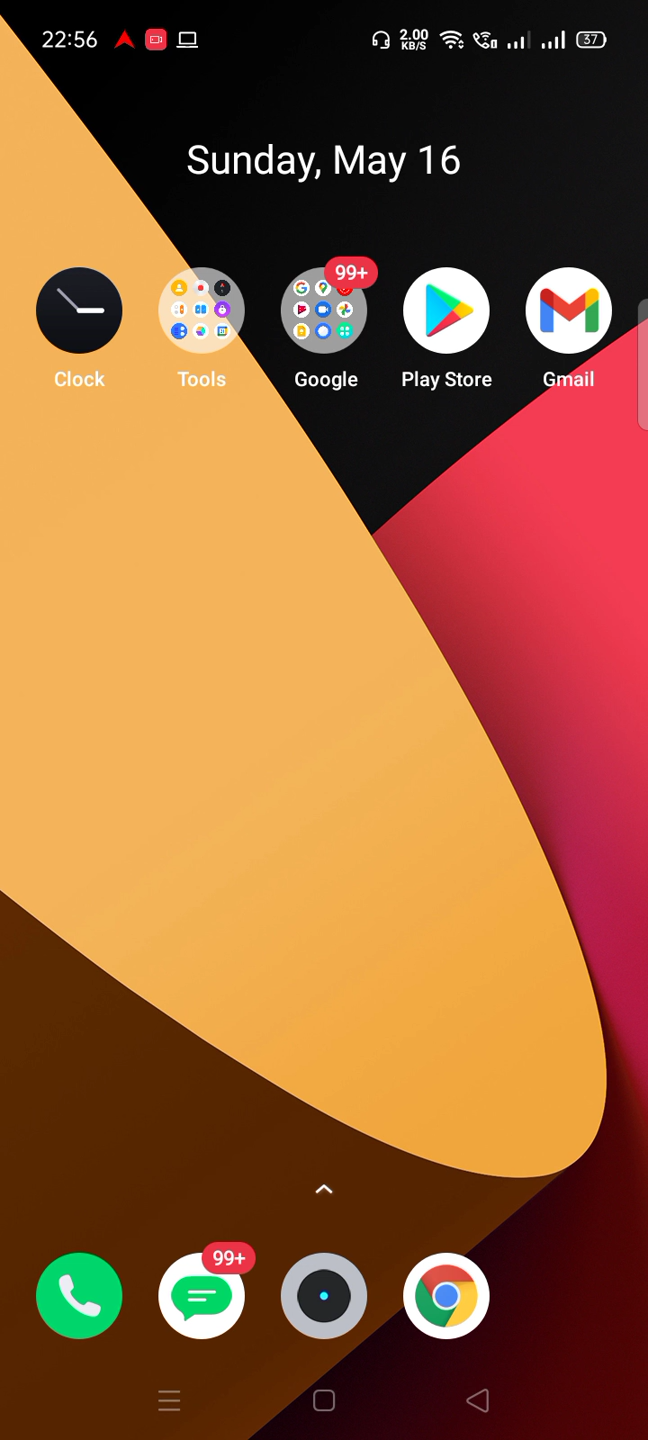 22:56
2.00
KB/S
37
Sunday, May 16
99+
Clock
Tools
Google
Play Store
Gmail
99+